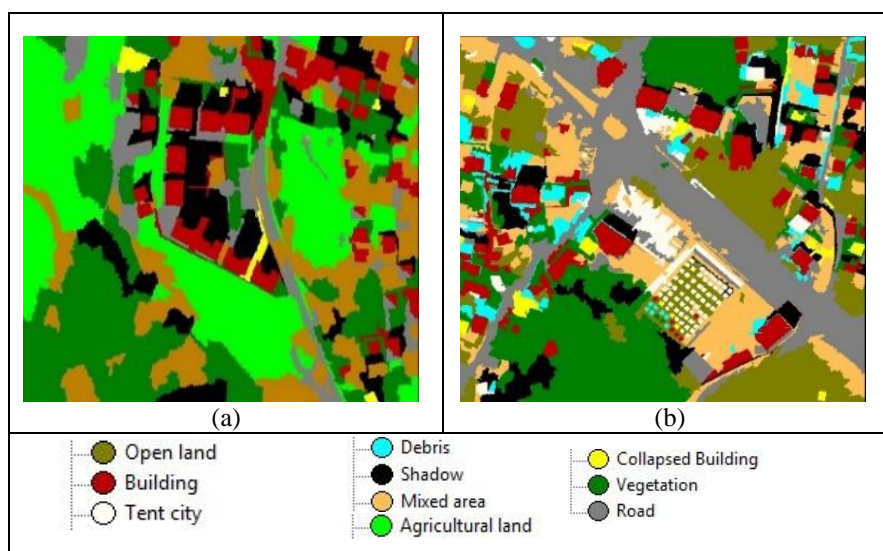 (a)
(b)
Open land
Building
Tent city
Debris
Shadow
Mixed area
Agricultural land
Collapsed Building
Vegetation
Road